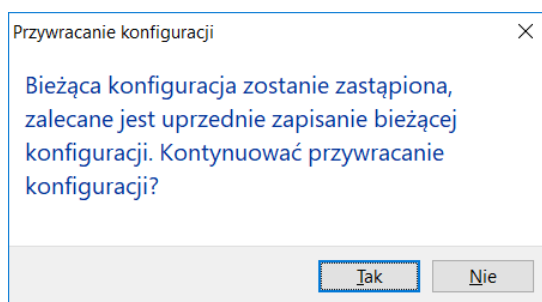 Przywracanie konfiguracji
Bieżąca konfiguracja zostanie zastąpiona,
zalecane jest uprzednie zapisanie bieżącej
konfiguracji. Kontynuować przywracanie
konfiguracji?
Tak Nie